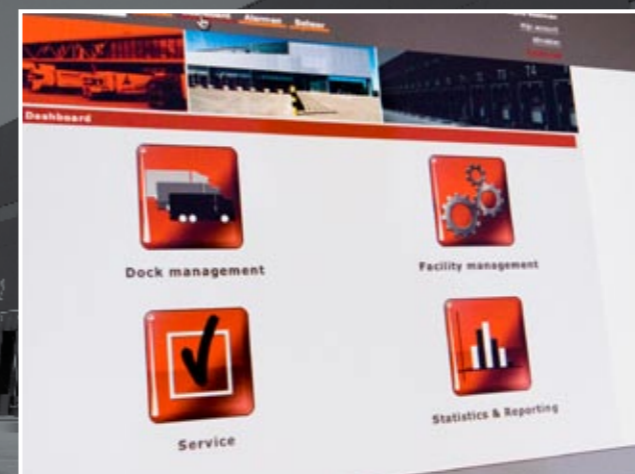 Alarmen Beheer
Dashboard
Dock management
Facility management
Service
Statistics & Reporting